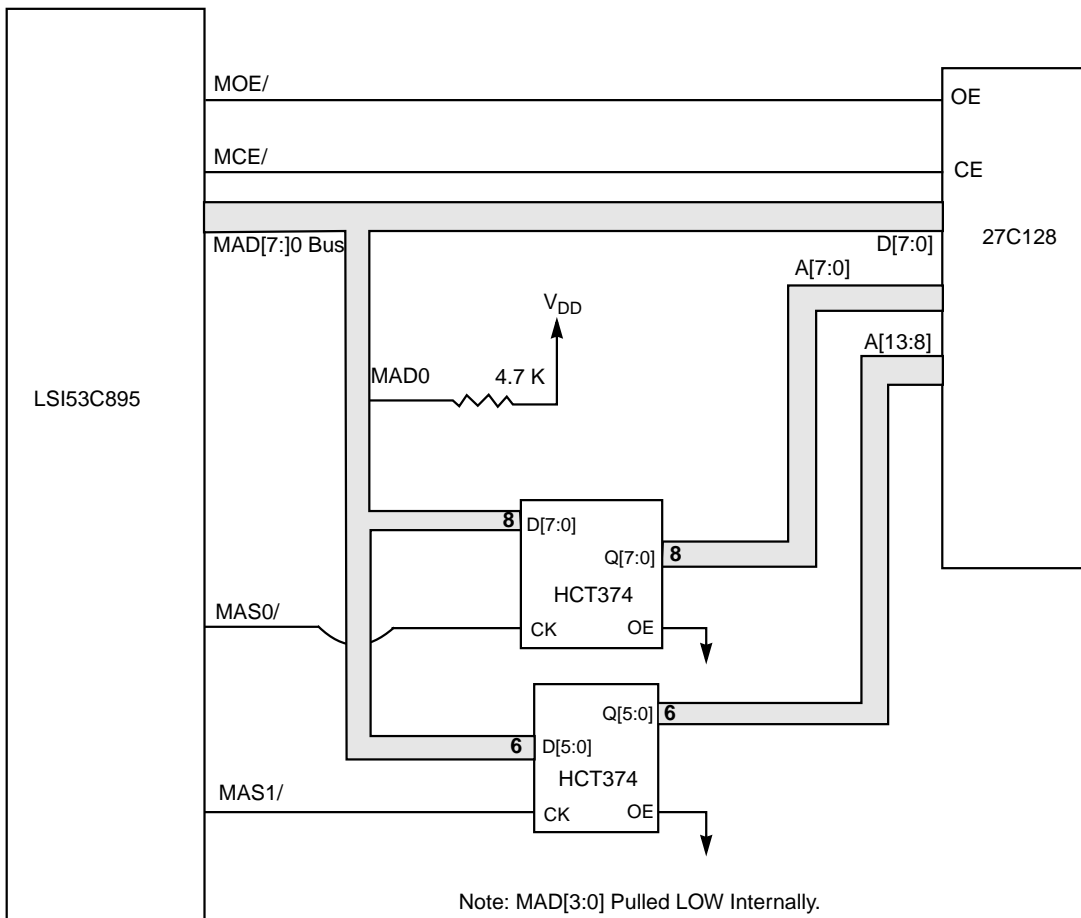 MOE/
OE
MCE/
CE
MAD[7:]0 Bus
D[7:0]
27C128
A[7:0]
VDD
A[13:8]
MAD0
4.7 K
LSI53C895
8
D[7:0]
Q[7:0]
8
HCT374
MAS0/
CK
OE
Q[5:0]
6
6
D[5:0]
HCT374
MAS1/
CK
OE
Note: MAD[3:0] Pulled LOW Internally.